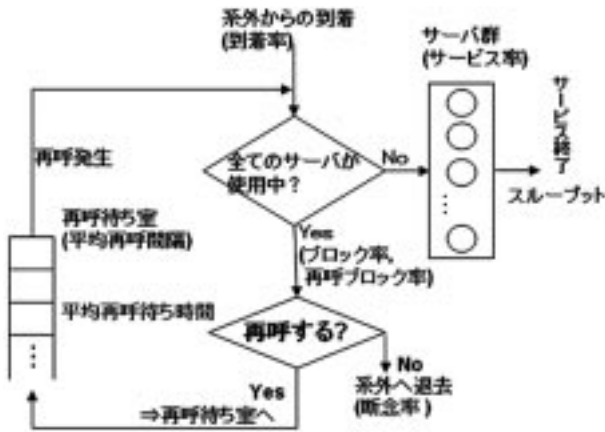 系外からの到着
(到着率)
サーバ群
(サービス率)
サービス終了
全てのサーバが
使用中?
No
スループット
再呼発生
再呼待ち室
(平均再呼間隔)
Yes
(ブロック率,
再呼ブロック率)
平均再呼待ち時間
再呼する?
No
系外へ退去
(断念率)
Yes
⇒再呼待ち室へ